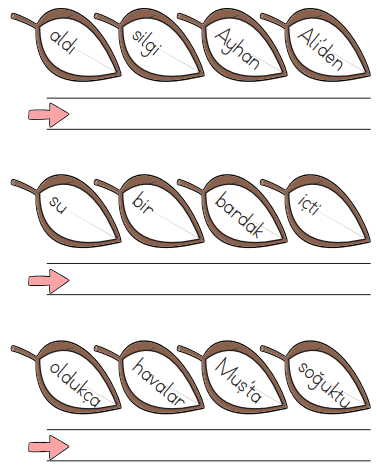 aldı silgi Ayhan Ali'den
su bir bardak içti
oldukça havalar Muş'ta soğuktu